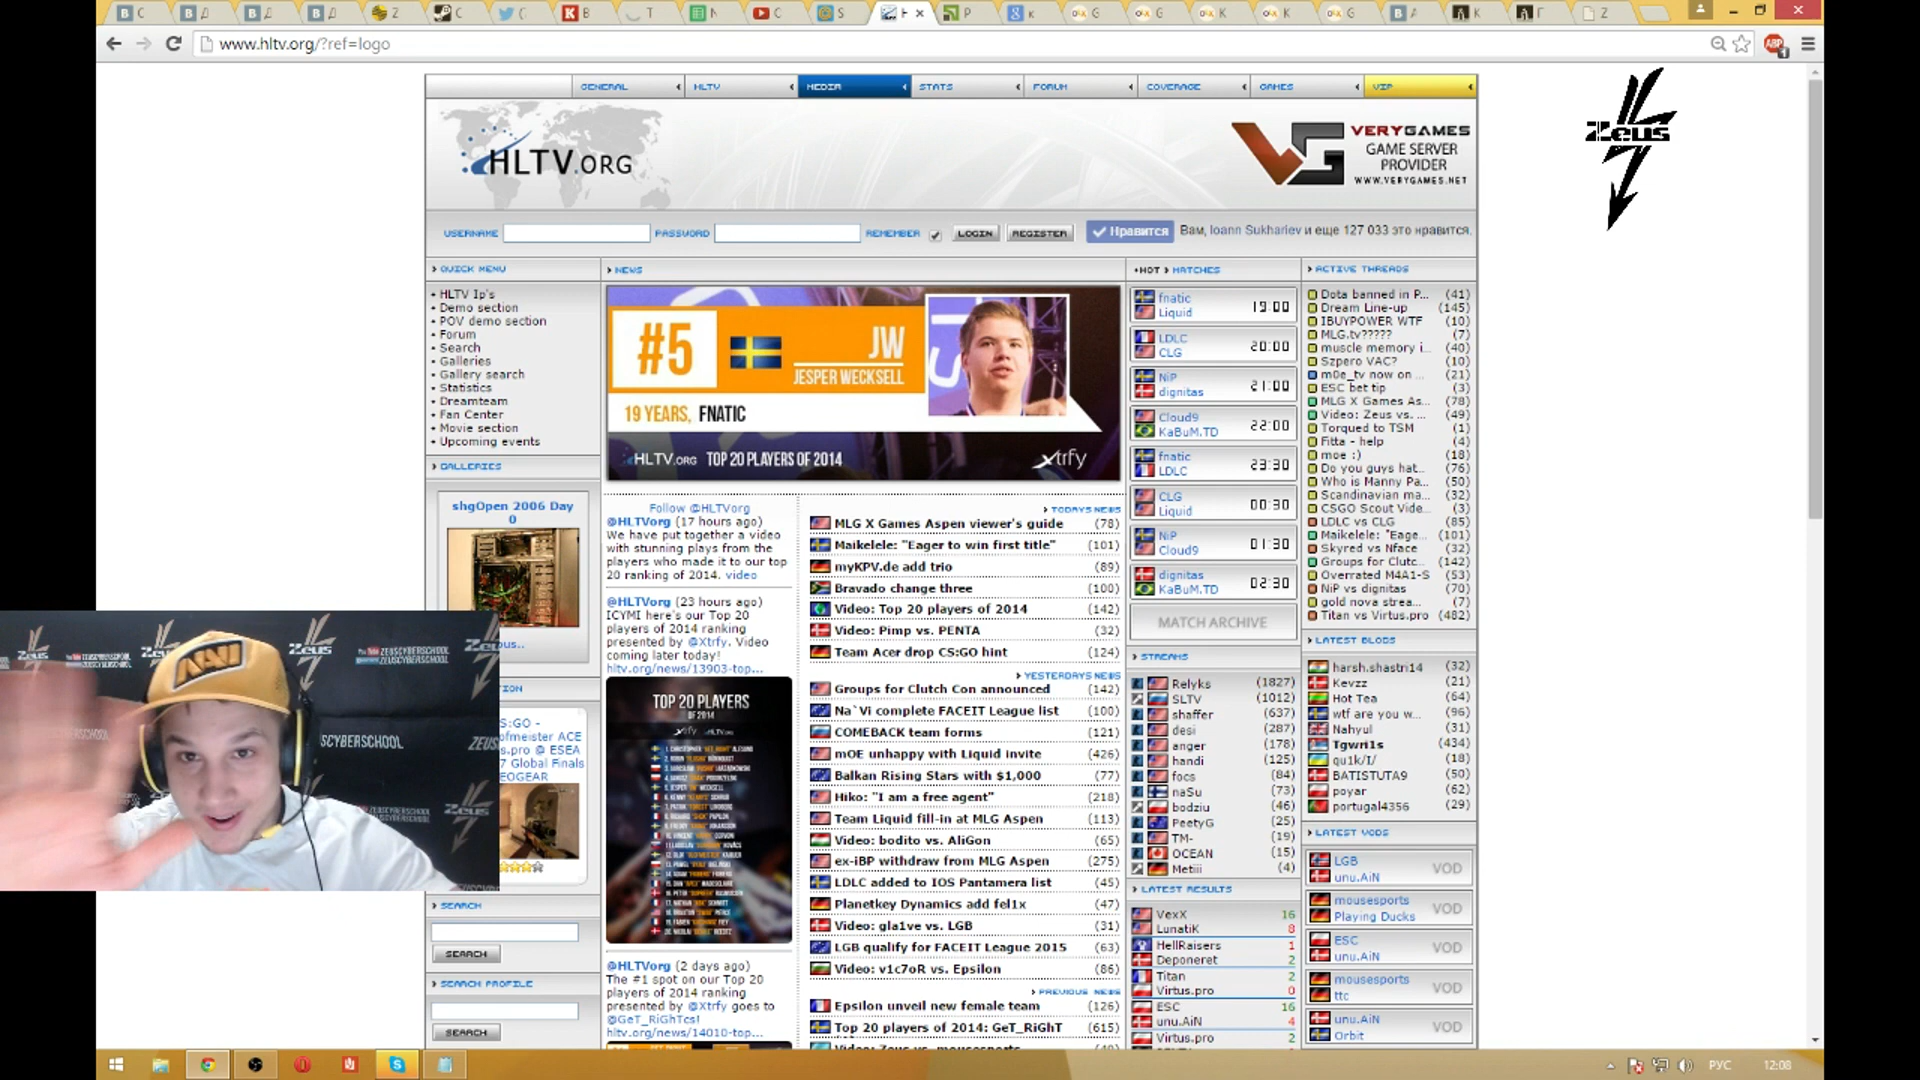 www.hltv.org/?ref=logo
GENERAL
HLTV
MEDIA
STATS
FORUM
COVERAGE
GAMES
VIP
HLTV.ORG
VERYGAMES
GAME SERVER
PROVIDER
WWW.VERYGAMES.NET
Zeus
USERNAME PASSWORD REMEMBER LOGIN REGISTER Нравится Вам, Ioann Sukhariev и еще 127 033 это нравится.
QUICK MENU
HLTV Ip's
Demo section
POV demo section
Forum
Search
Galleries
Gallery search
Statistics
Dreamteam
Fan Center
Movie section
Upcoming events
GALLERIES
shgOpen 2006 Day
0
NEWS
#5 JW
JESPER WECKSELL
19 YEARS, FNATIC
HLTV.ORG TOP 20 PLAYERS OF 2014 xtrfy
Follow @HLTVorg
@HLTVorg (17 hours ago)
We have put together a video
with stunning plays from the
players who made it to our top
20 ranking of 2014. video
@HLTVorg (23 hours ago)
ICYMI here's our Top 20
players of 2014 ranking
presented by @Xtrfy. Video
coming later today!
hltv.org/news/13903-top...
TOP 20 PLAYERS
OF 2014
@HLTVorg (2 days ago)
The #1 spot on our Top 20
players of 2014 ranking
presented by @Xtrfy goes to
@GeT_RiGhTcs!
hltv.org/news/14010-top...
TODAYS NEWS
MLG X Games Aspen viewer's guide (78)
Maikelele: "Eager to win first title" (101)
myKPV.de add trio (89)
Bravado change three (100)
Video: Top 20 players of 2014 (142)
Video: Pimp vs. PENTA (32)
Team Acer drop CS:GO hint (124)
YESTERDAYS NEWS
Groups for Clutch Con announced (142)
Na`Vi complete FACEIT League list (100)
COMEBACK team forms (121)
mOE unhappy with Liquid invite (426)
Balkan Rising Stars with $1,000 (77)
Hiko: "I am a free agent" (218)
Team Liquid fill-in at MLG Aspen (113)
Video: bodito vs. AliGon (65)
ex-iBP withdraw from MLG Aspen (275)
LDLC added to IOS Pantamera list (45)
Planetkey Dynamics add fel1x (47)
Video: gla1ve vs. LGB (31)
LGB qualify for FACEIT League 2015 (63)
Video: v1c7oR vs. Epsilon (86)
PREVIOUS NEWS
Epsilon unveil new female team (126)
Top 20 players of 2014: GeT_RiGhT (615)
HOT MATCHES
fnatic
Liquid 19:00
LDLC
CLG 20:00
NiP
dignitas 21:00
Cloud9
KaBuM.TD 22:00
fnatic
LDLC 23:30
CLG
Liquid 00:30
NiP
Cloud9 01:30
dignitas
KaBuM.TD 02:30
MATCH ARCHIVE
STREAMS
Relyks (1827)
SLTV (1012)
shaffer (637)
desi (287)
anger (178)
handi (125)
focs (84)
naSu (73)
bodziu (46)
PeetyG (25)
TM- (19)
OCEAN (15)
Metiii (4)
LATEST RESULTS
VexX 16
LunatiK 8
HellRaisers 1
Deponeret 2
Titan 2
Virtus.pro 0
ESC 16
unu.AiN 4
Virtus.pro 2
ACTIVE THREADS
Dota banned in P... (41)
Dream Line-up (145)
IBUYPOWER WTF (10)
MLG.tv????? (7)
muscle memory i... (40)
Szpero VAC? (10)
m0e_tv now on ... (21)
ESC bet tip (3)
MLG X Games As... (78)
Video: Zeus vs. ... (49)
Torqued to TSM (1)
Fitta - help (4)
moe :) (18)
Do you guys hat... (76)
Who is Manny Pa... (50)
Scandinavian ma... (32)
CSGO Scout Vide... (3)
LDLC vs CLG (85)
Maikelele: "Eage... (101)
Skyred vs Nface (32)
Groups for Clutc... (142)
Overrated M4A1-S (53)
NiP vs dignitas (70)
gold nova strea... (7)
Titan vs Virtus.pro (482)
LATEST BLOGS
harsh.shastri14 (32)
Kevzz (21)
Hot Tea (64)
wtf are you w... (96)
Nahyul (31)
Tgwri1s (434)
qu1k/I/ (18)
BATISTUTA9 (50)
poyar (62)
portugal4356 (29)
LATEST VODS
LGB
unu.AiN VOD
mousesports
Playing Ducks VOD
ESC
unu.AiN VOD
mousesports
ttc VOD
unu.AiN
Orbit VOD
NAVI
Zeus
ZEUSCYBERSCHOOL
SCYBERSCHOOL
S:GO -
ofmeister ACE
s.pro @ ESEA
7 Global Finals
EOGEAR
SEARCH
SEARCH
SEARCH PROFILE
SEARCH
РУС 12:08